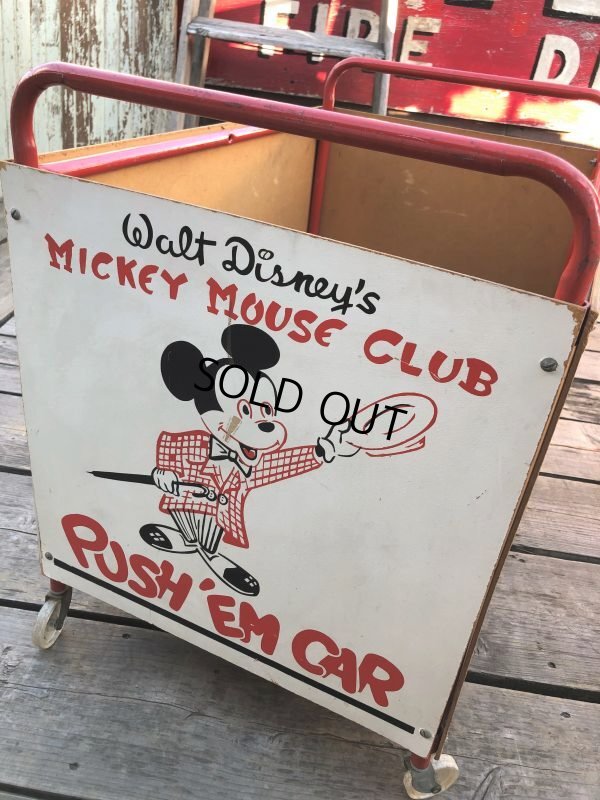 FIRE D
Walt Disney's
MICKEY MOUSE CLUB
SOLD OUT
PUSH 'EM CAR